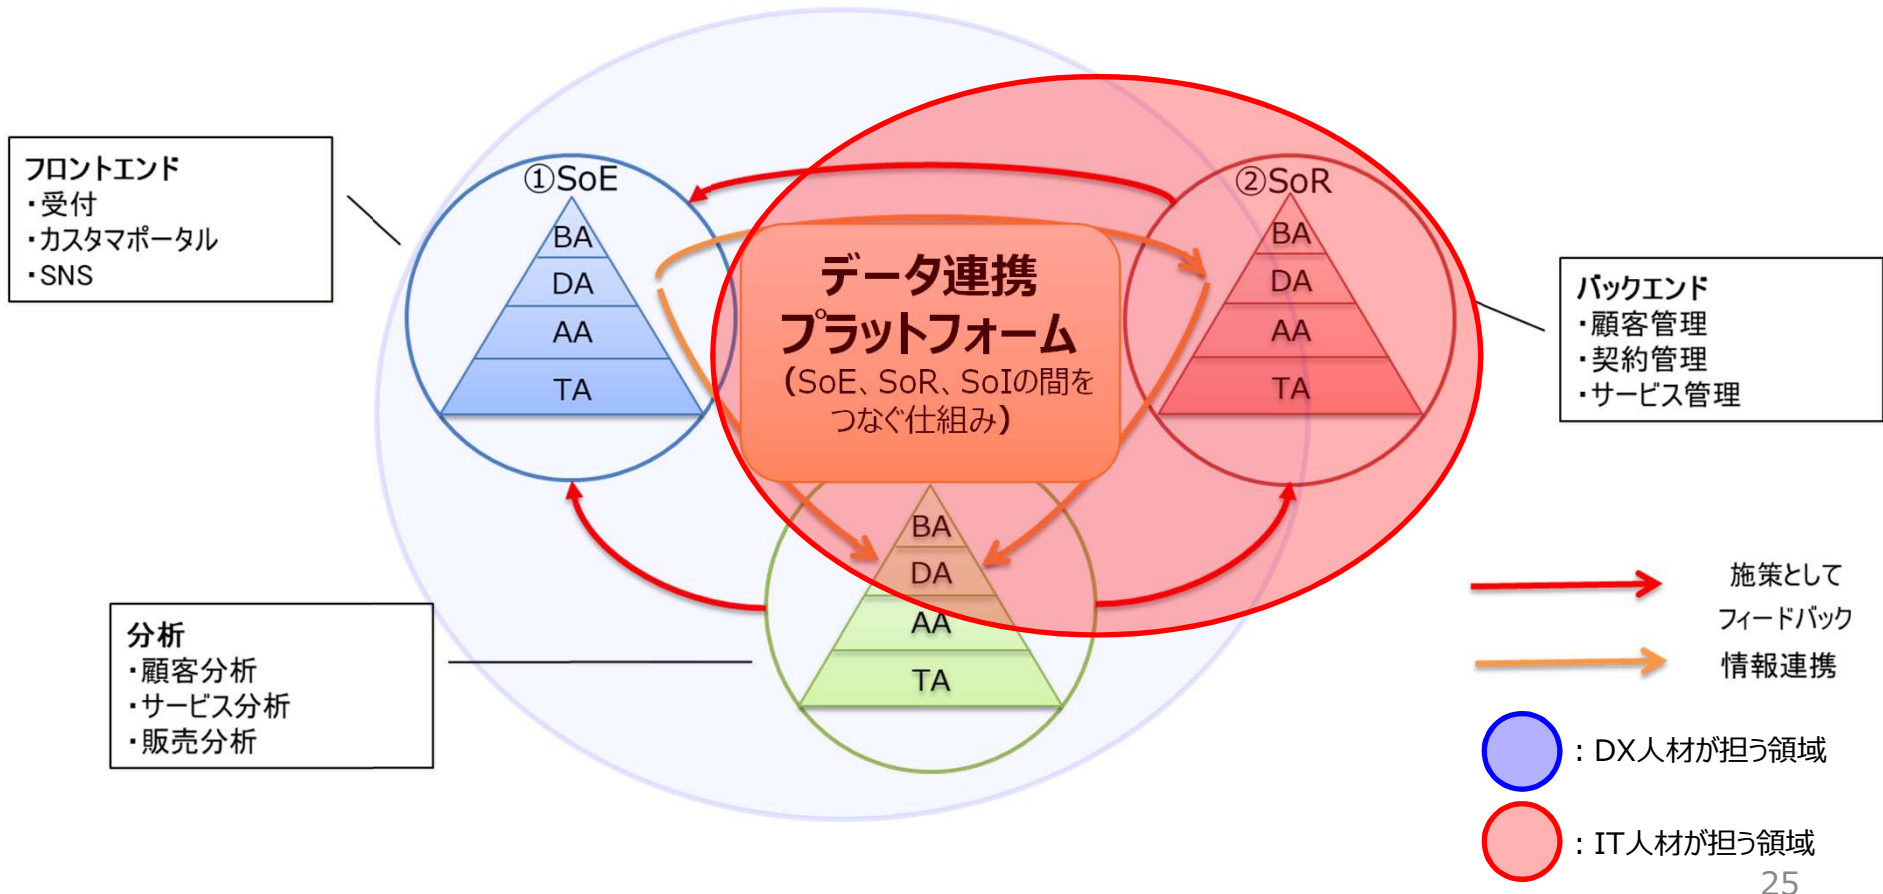 フロントエンド
・受付
・カスタマポータル
・SNS
①SoE
BA
DA
AA
TA
データ連携
プラットフォーム
(SoE、SoR、SoIの間を
つなぐ仕組み)
②SoR
BA
DA
AA
TA
バックエンド
・顧客管理
・契約管理
・サービス管理
BA
DA
AA
TA
分析
・顧客分析
・サービス分析
・販売分析
施策として
フィードバック
情報連携
：DX人材が担う領域
：IT人材が担う領域
25